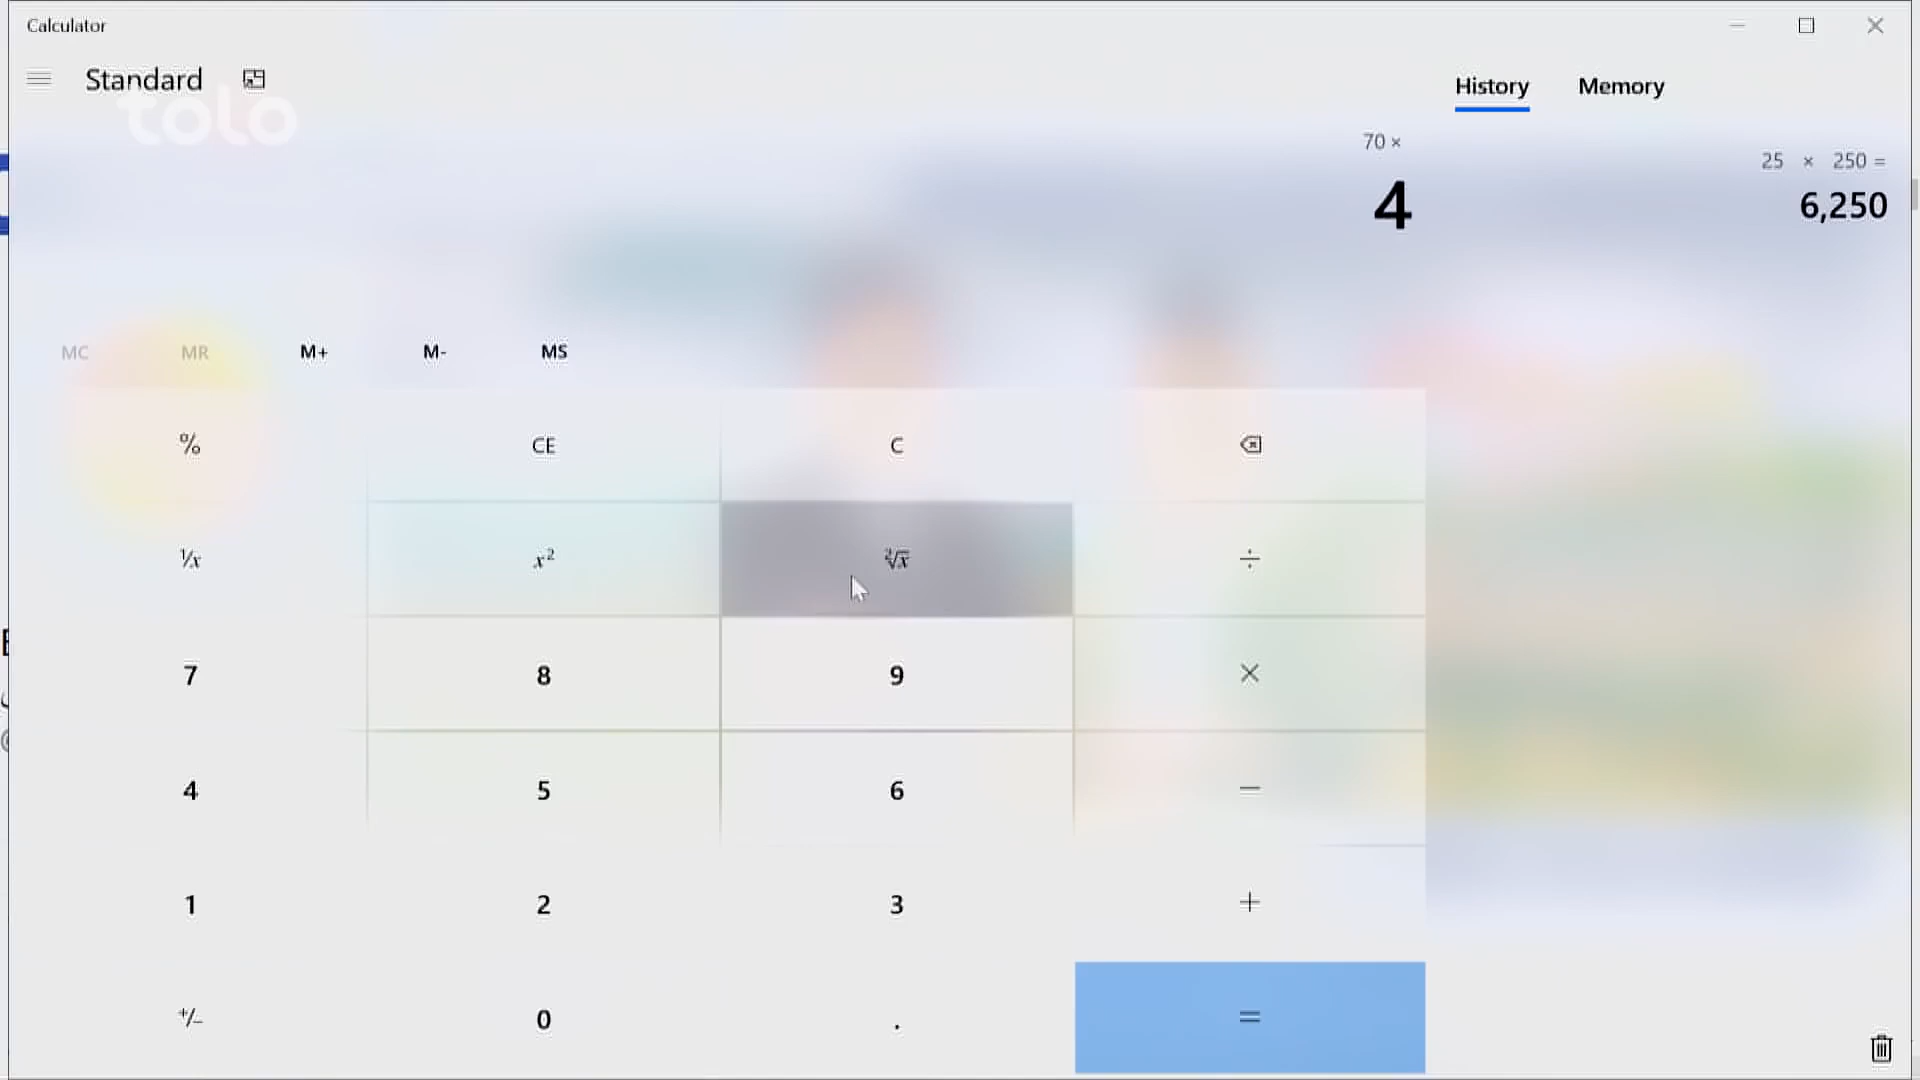 Calculator
Standard
tolo
History Memory
70 ×
4
25 × 250 =
6,250
MC MR M+ M- MS
% CE C
1/x x² ²√x ÷
7 8 9 ×
4 5 6 −
1 2 3 +
+/− 0 . =